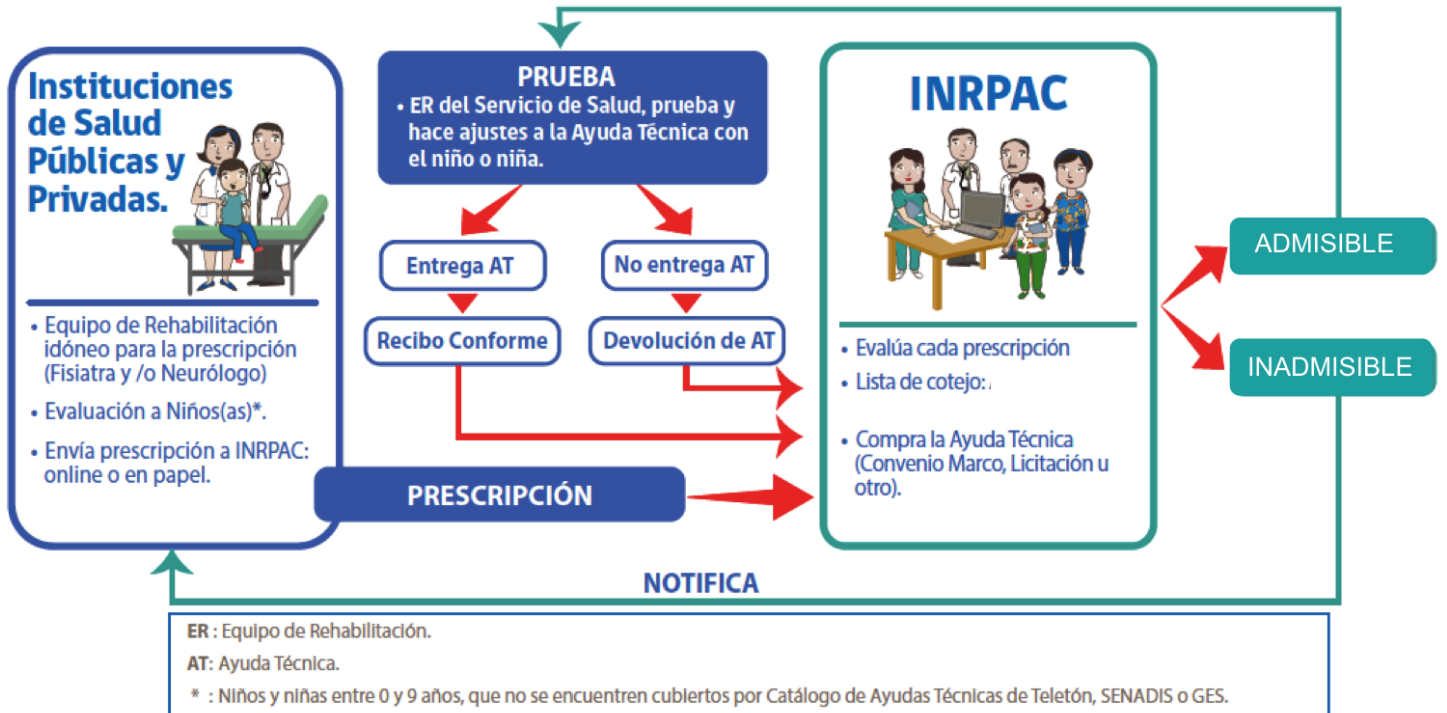 Instituciones
de Salud
Públicas y
Privadas.
• Equipo de Rehabilitación
idóneo para la prescripción
(Fisiatra y /o Neurólogo)
• Evaluación a Niños(as)*.
• Envía prescripción a INRPAC:
online o en papel.
PRUEBA
• ER del Servicio de Salud, prueba y
hace ajustes a la Ayuda Técnica con
el niño o niña.
Entrega AT
No entrega AT
Recibo Conforme
Devolución de AT
PRESCRIPCIÓN
INRPAC
• Evalúa cada prescripción
• Lista de cotejo:
• Compra la Ayuda Técnica
(Convenio Marco, Licitación u
otro).
ADMISIBLE
INADMISIBLE
NOTIFICA
ER : Equipo de Rehabilitación.
AT: Ayuda Técnica.
* : Niños y niñas entre 0 y 9 años, que no se encuentren cubiertos por Catálogo de Ayudas Técnicas de Teletón, SENADIS o GES.